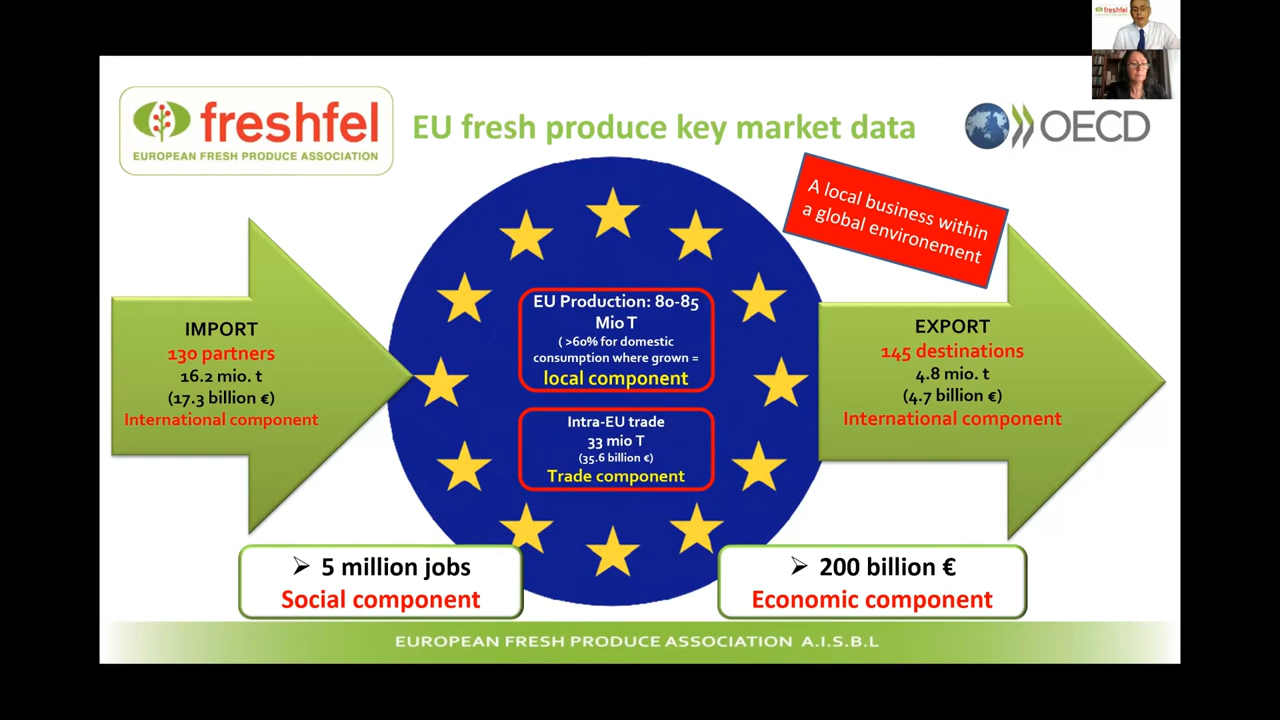 freshfel
freshfel
EUROPEAN FRESH PRODUCE ASSOCIATION
EU fresh produce key market data
OECD
A local business within
a global environement
IMPORT
130 partners
16.2 mio. t
(17.3 billion €)
International component
EU Production: 80-85
Mio T
( >60% for domestic
consumption where grown =
local component
Intra-EU trade
33 mio T
(35.6 billion €)
Trade component
EXPORT
145 destinations
4.8 mio. t
(4.7 billion €)
International component
➢ 5 million jobs
Social component
➢ 200 billion €
Economic component
EUROPEAN FRESH PRODUCE ASSOCIATION A.I.S.B.L